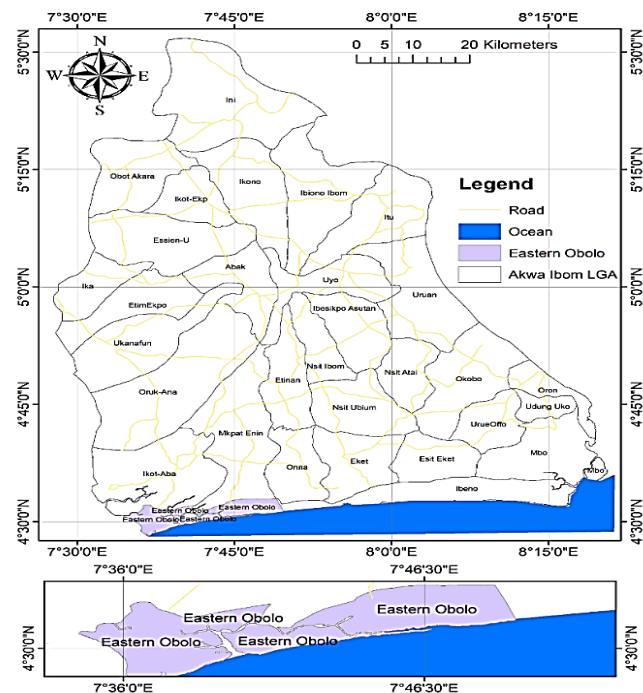 7°30'0"E 7°45'0"E 8°0'0"E 8°15'0"E
N
W E
S
0 5 10 20 Kilometers
5°30'0"N 5°30'0"N
Ini
5°15'0"N 5°15'0"N
Obot Akara
Ikono
Ikot-Ekp
Ibiono Ibom
Itu
Essien-U
Legend
Road
Ocean
Eastern Obolo
Akwa Ibom LGA
Abak
Uyo
Ika
Uruan
5°0'0"N 5°0'0"N
EtimEkpo
Ibesikpo Asutan
Ukanafun
Nsit Ibom
Nsit Atai
Etinan
Okobo
Oruk-Ana
Oron
4°45'0"N 4°45'0"N
Nsit Ubium
Udung Uko
UrueOffo
Mkpat Enin
Mbo
Ikot-Aba
Onna
Eket
Esit Eket
Mbo
Ibeno
Eastern Obolo
Eastern Obolo
Eastern Obolo
Eastern Obolo
4°30'0"N 4°30'0"N
7°30'0"E 7°45'0"E 8°0'0"E 8°15'0"E
7°36'0"E 7°46'30"E
Eastern Obolo
Eastern Obolo
Eastern Obolo
Eastern Obolo
4°30'0"N 4°30'0"N
7°36'0"E 7°46'30"E